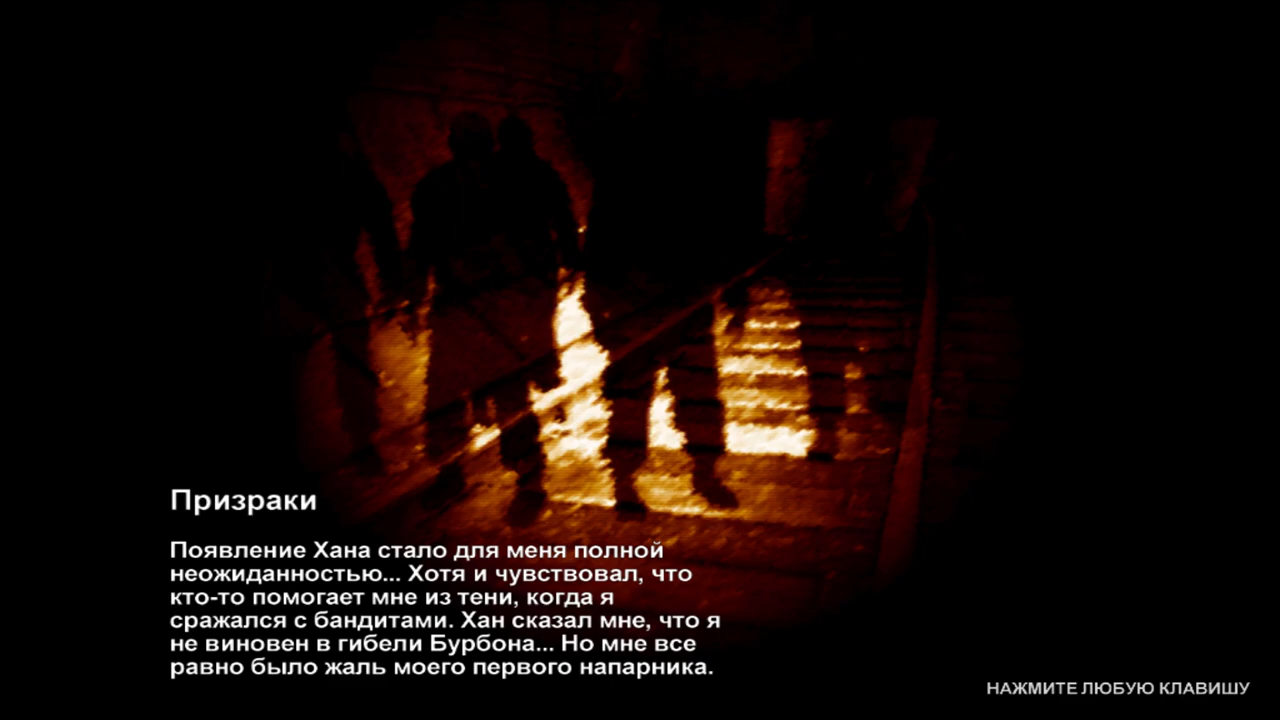 Призраки
Появление Хана стало для меня полной
неожиданностью... Хотя и чувствовал, что
кто-то помогает мне из тени, когда я
сражался с бандитами. Хан сказал мне, что я
не виновен в гибели Бурбона... Но мне все
равно было жаль моего первого напарника.
НАЖМИТЕ ЛЮБУЮ КЛАВИШУ